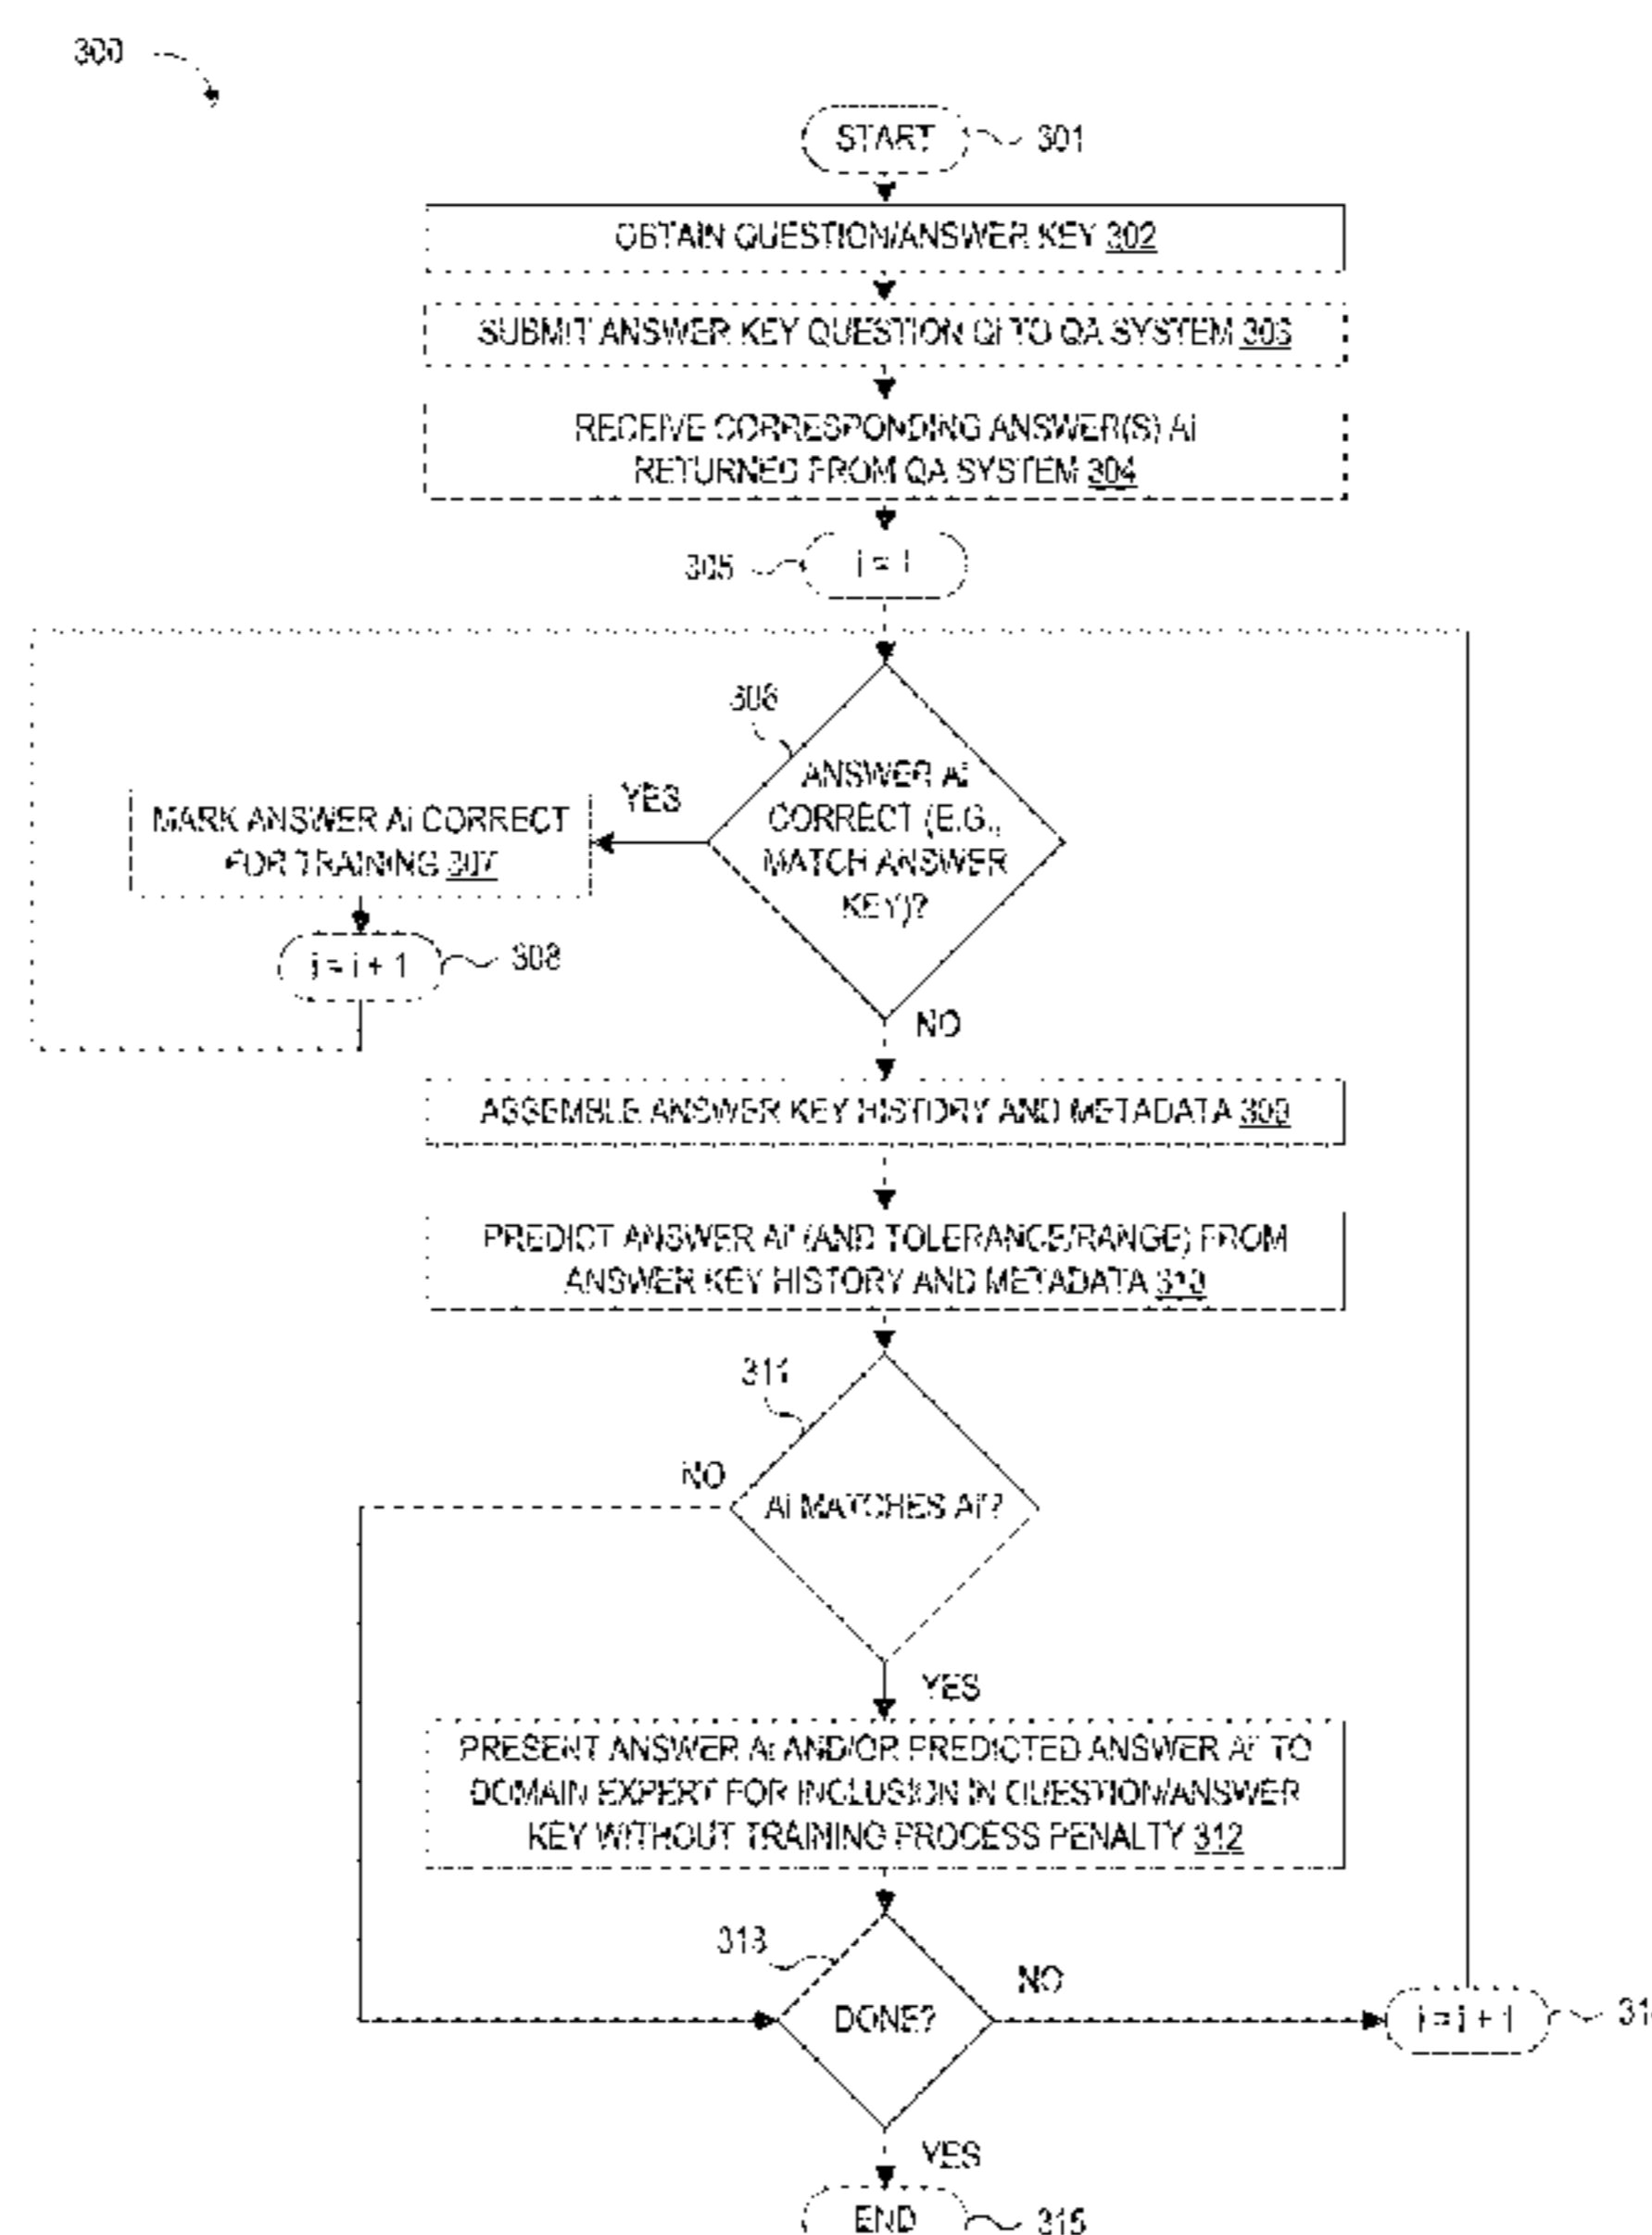 300
START 301
OBTAIN QUESTION/ANSWER KEY 302
SUBMIT ANSWER KEY QUESTION Qi TO QA SYSTEM 303
RECEIVE CORRESPONDING ANSWER(S) Ai
RETURNED FROM QA SYSTEM 304
305
306
ANSWER Ai
CORRECT (E.G.,
MATCH ANSWER
KEY)?
YES
MARK ANSWER Ai CORRECT
FOR TRAINING 307
i = i + 1 308
NO
ASSEMBLE ANSWER KEY HISTORY AND METADATA 309
PREDICT ANSWER Ai' (AND TOLERANCE/RANGE) FROM
ANSWER KEY HISTORY AND METADATA 310
311
NO
Ai MATCHES Ai'?
YES
PRESENT ANSWER Ai AND/OR PREDICTED ANSWER Ai' TO
DOMAIN EXPERT FOR INCLUSION IN QUESTION/ANSWER
KEY WITHOUT TRAINING PROCESS PENALTY 312
313
DONE?
NO
i = i + 1
YES
END 315